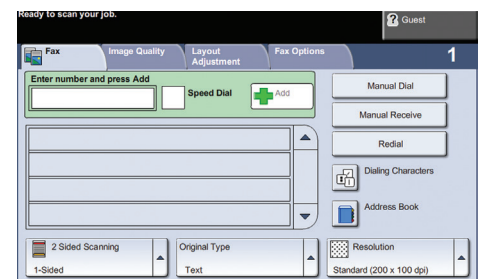 Ready to scan your job.
Guest
Fax
Image Quality
Layout
Adjustment
Fax Options
1
Enter number and press Add
Speed Dial
Add
Manual Dial
Manual Receive
Redial
Dialing Characters
Address Book
2 Sided Scanning
1-Sided
Original Type
Text
Resolution
Standard (200 x 100 dpi)